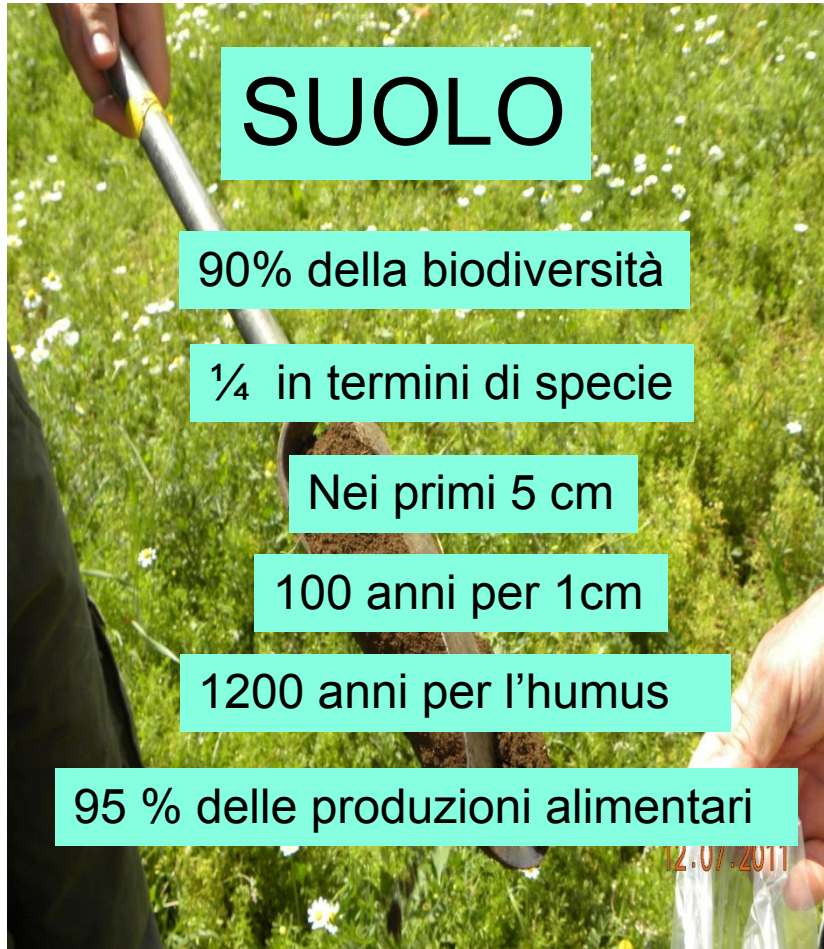 SUOLO
90% della biodiversità
¼ in termini di specie
Nei primi 5 cm
100 anni per 1cm
1200 anni per l’humus
95 % delle produzioni alimentari
12.07.2011